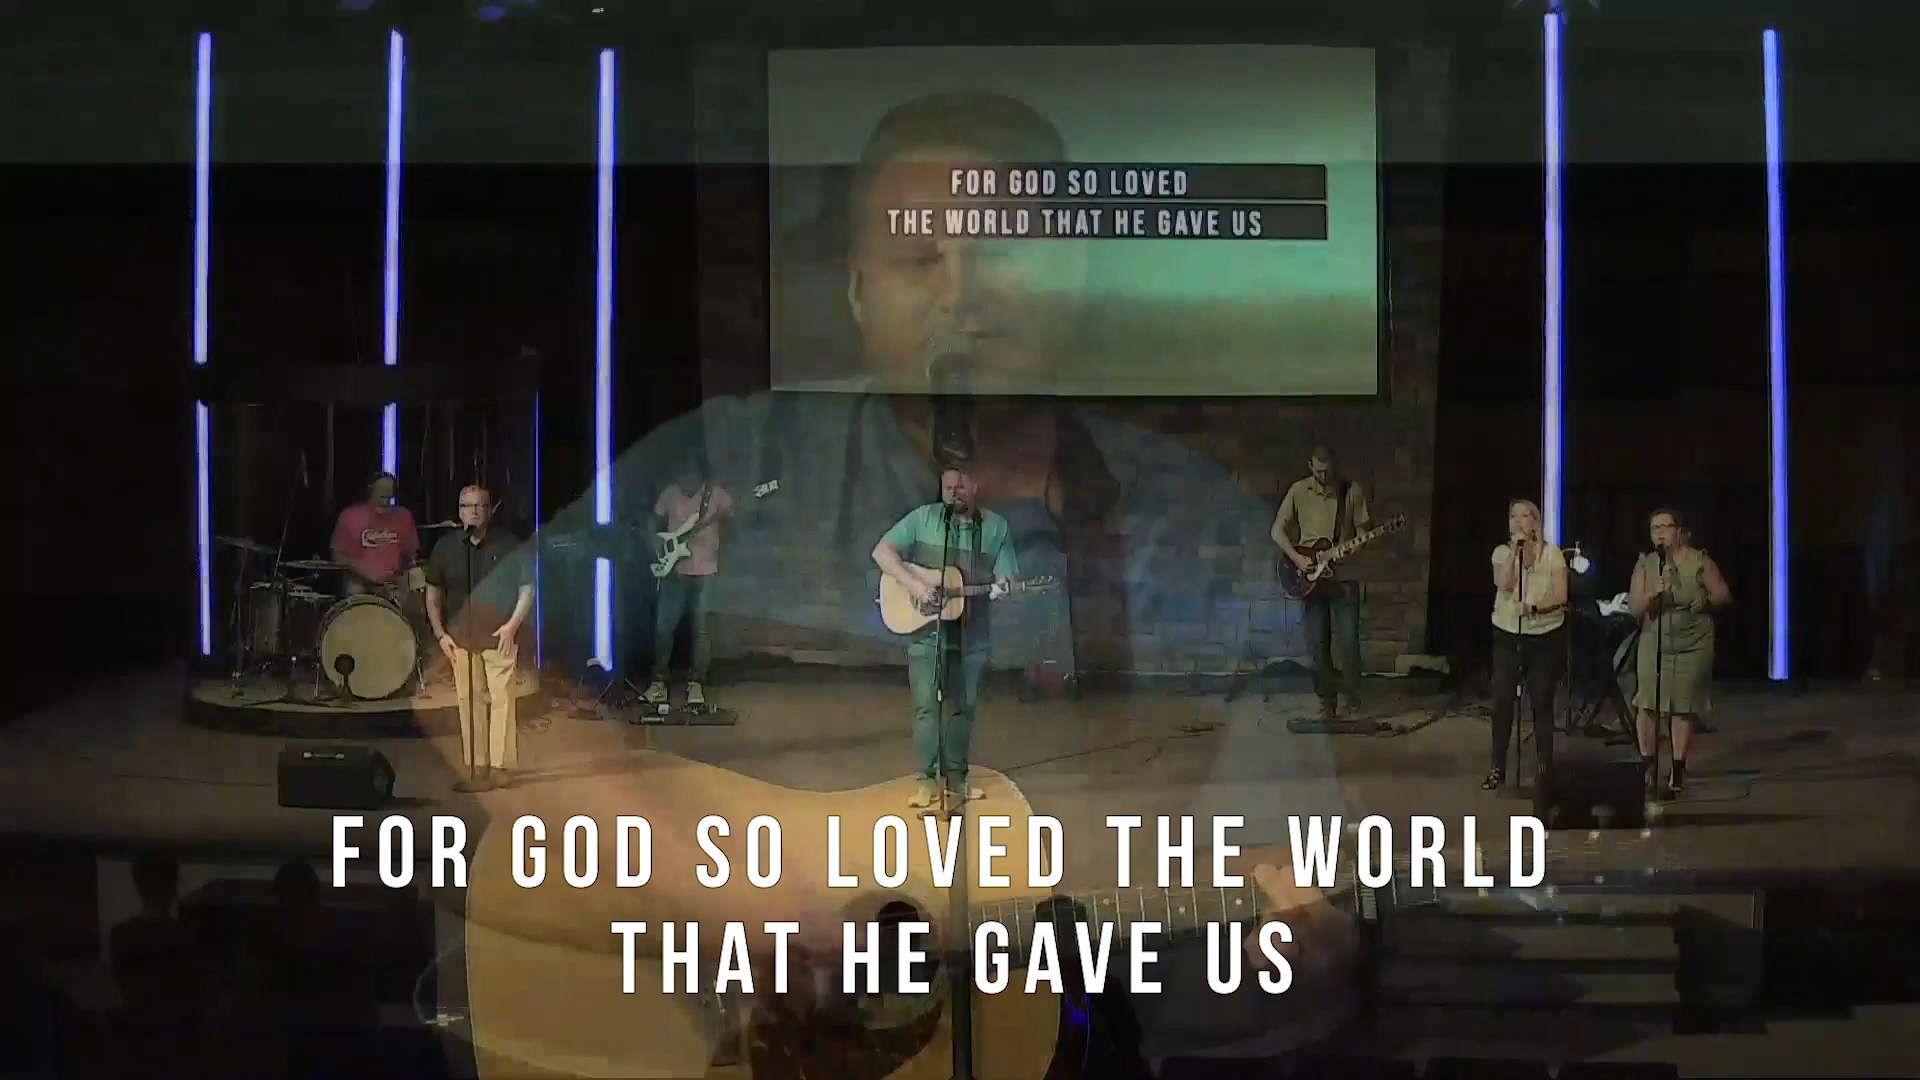 FOR GOD SO LOVED
THE WORLD THAT HE GAVE US
FOR GOD SO LOVED THE WORLD
THAT HE GAVE US